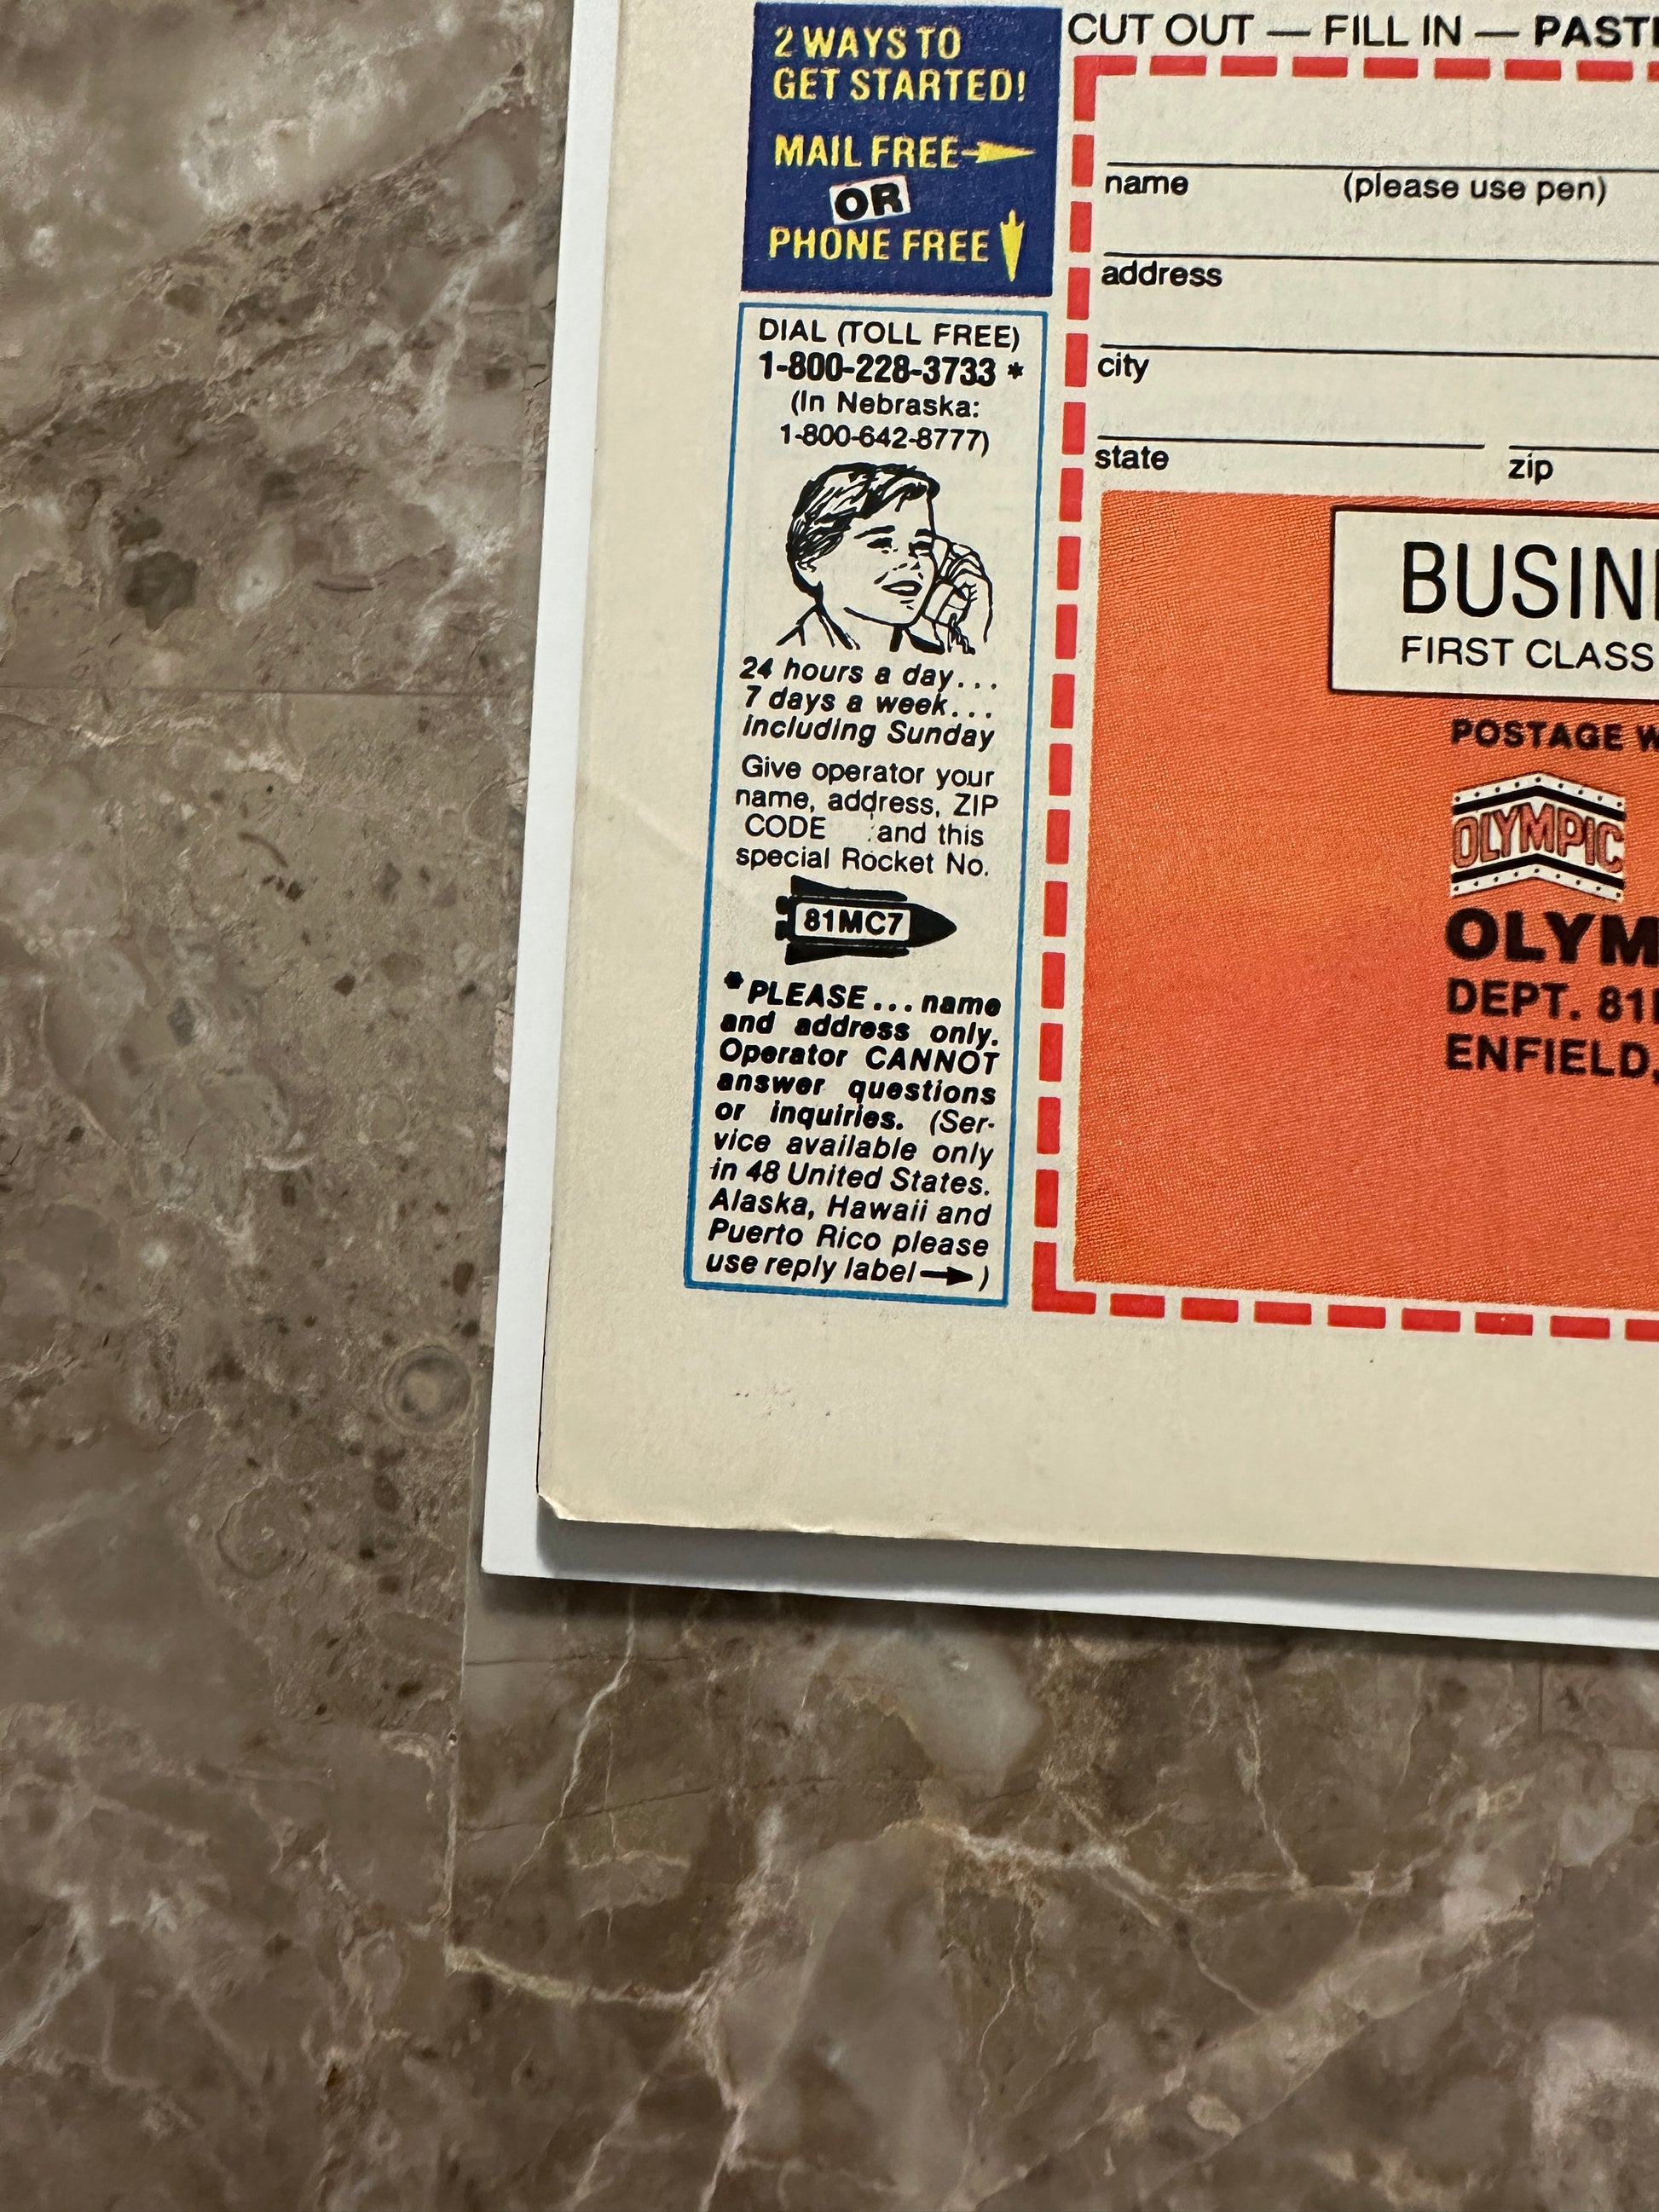 2 WAYS TO
GET STARTED!
MAIL FREE
OR
PHONE FREE
DIAL (TOLL FREE)
1-800-228-3733 *
(In Nebraska:
1-800-642-8777)
24 hours a day...
7 days a week...
including Sunday
Give operator your
name, address, ZIP
CODE and this
special Rocket No.
81MC7
*PLEASE... name
and address only.
Operator CANNOT
answer questions
or inquiries. (Ser-
vice available only
in 48 United States.
Alaska, Hawaii and
Puerto Rico please
use reply label→)
CUT OUT — FILL IN — PAST
name (please use pen)
address
city
state zip
BUSIN
FIRST CLASS
POSTAGE W
OLYMPIC
OLYM
DEPT. 81
ENFIELD,